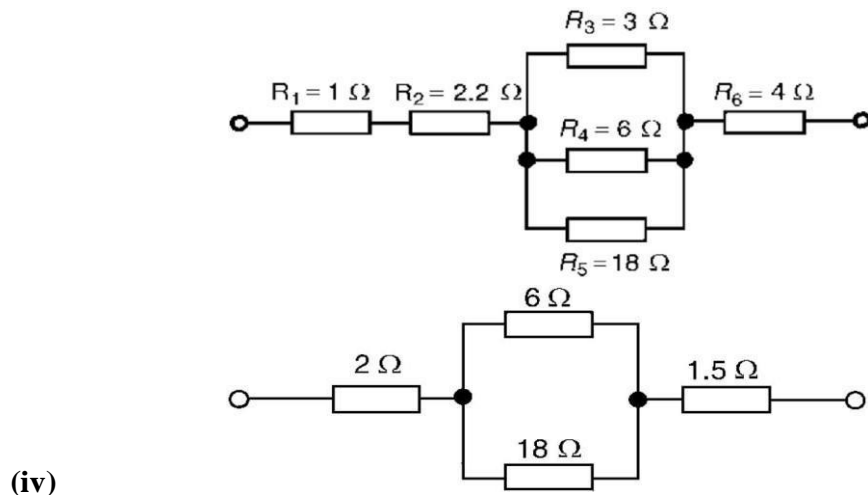 R3 = 3 Ω
R1 = 1 Ω R2 = 2.2 Ω R6 = 4 Ω
R4 = 6 Ω
R5 = 18 Ω
6 Ω
2 Ω 1.5 Ω
18 Ω
(iv)